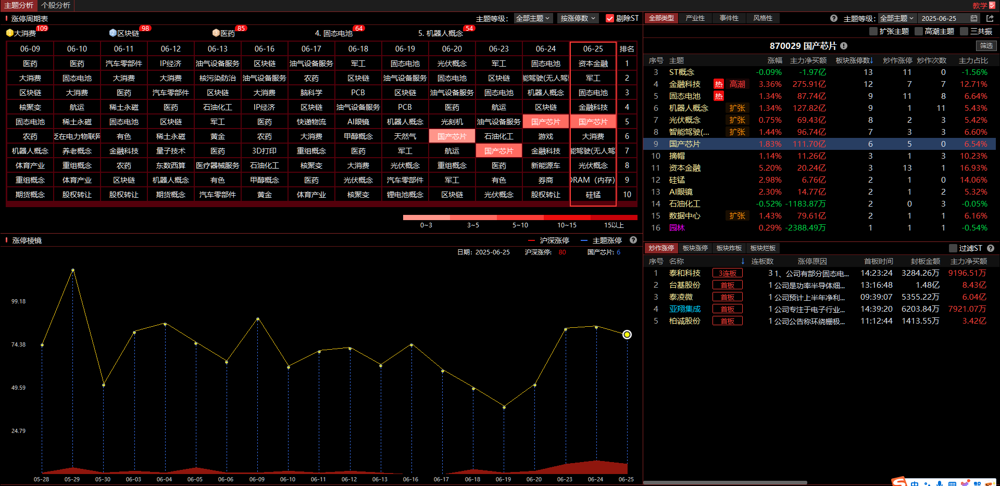 主题分析 个股分析 教学
涨停周期表 主题等级: 全部主题 按涨停数 剔除ST
1 大消费 109 2 区块链 98 3 医药 85 4. 固态电池 64 5. 机器人概念 54
06-09 06-10 06-11 06-12 06-13 06-16 06-17 06-18 06-19 06-20 06-23 06-24 06-25 排名
医药 医药 汽车零部件 IP经济 油气设备服务 区块链 油气设备服务 军工 固态电池 光伏概念 军工 固态电池 资本金融 1
大消费 固态电池 大消费 大消费 核污染防治 油气设备服务 农药 区块链 油气设备服务 固态电池 区块链 能驾驶(无人驾 军工 2
区块链 大消费 医药 汽车零部件 区块链 大消费 脑科学 PCB 区块链 油气设备服务 固态电池 机器人概念 固态电池 3
核聚变 航运 稀土永磁 医药 石油化工 IP经济 区块链 油气设备服务 PCB 医药 航运 区块链 金融科技 4
固态电池 稀土永磁 固态电池 区块链 军工 医药 快递物流 AI眼镜 机器人概念 光刻机 油气设备服务 国产芯片 国产芯片 5
农药 泛在电力物联网 有色 稀土永磁 黄金 农药 大消费 甲醇概念 天然气 国产芯片 石油化工 游戏 大消费 6
机器人概念 养老概念 金融科技 量子技术 医药 3D打印 重组概念 医药 军工 航运 国产芯片 金融科技 能驾驶(无人驾 7
体育产业 重组概念 农药 东数西算 医疗器械服务 石油化工 核聚变 大消费 光伏概念 重组概念 医药 新能源车 光伏概念 8
重组概念 体育产业 区块链 机器人概念 有色 甲醇概念 医药 光伏概念 汽车零部件 军工 有色 券商 DRAM（内存） 9
期货概念 股权转让 股权转让 期货概念 汽车零部件 黄金 体育产业 核聚变 锂电池概念 区块链 光伏概念 股权转让 硅锰 10
0~3 3~5 5~10 10~15 15以上
涨停棱镜 沪深涨停 主题涨停
日期: 2025-06-25 沪深涨停: 80 国产芯片: 6
99.18
74.38
49.59
24.79
05-28 05-29 05-30 06-03 06-04 06-05 06-06 06-09 06-10 06-11 06-12 06-13 06-16 06-17 06-18 06-19 06-20 06-23 06-24 06-25
全部类型 产业性 事件性 风格性 主题等级: 全部主题 2025-06-25
扩张主题 高潮主题 三共振
870029 国产芯片 筛选
序号 主题 涨幅 主力净买额 板块涨停数↓ 炒作涨停 炒作次数 主力占比
3 ST概念 -0.09% -1.97亿 13 11 0 -1.56%
4 金融科技 热 高潮 3.36% 275.91亿 12 7 7 12.71%
5 固态电池 热 1.34% 87.74亿 9 11 8 6.64%
6 机器人概念 扩张 1.34% 127.82亿 9 1 11 5.43%
7 光伏概念 扩张 0.75% 69.43亿 8 2 3 5.42%
8 智能驾驶(... 扩张 1.44% 96.74亿 7 3 3 6.60%
9 国产芯片 1.83% 111.70亿 6 5 0 6.54%
10 摘帽 1.14% 11.26亿 3 1 3 10.23%
11 资本金融 5.20% 20.24亿 3 13 1 16.93%
12 硅锰 2.98% 6.76亿 2 1 0 14.06%
13 AI眼镜 2.30% 14.77亿 2 1 2 5.32%
14 石油化工 -0.52% -1183.87万 2 0 3 -0.05%
15 数据中心 扩张 1.43% 79.61亿 2 1 1 6.16%
16 园林 0.29% -2388.49万 1 1 1 -0.54%
炒作涨停 板块涨停 板块炸板 板块烂板 过滤ST
序号 名称 ↓ 连板数 涨停原因 首板时间 封板金额 主力净买额
1 泰和科技 3连板 3 1、公司有部分固态电... 14:23:24 3284.26万 9196.51万
2 台基股份 首板 1 公司是功率半导体细... 13:16:48 1.48亿 8.43亿
3 泰凌微 首板 1 公司预计上半年净利... 09:39:07 5355.22万 6.04亿
4 亚翔集成 首板 1 公司专注于电子行业... 14:39:20 6203.84万 7921.07万
5 柏诚股份 首板 1 公司公告称环绕栅极... 11:12:44 1413.55万 3.42亿
中